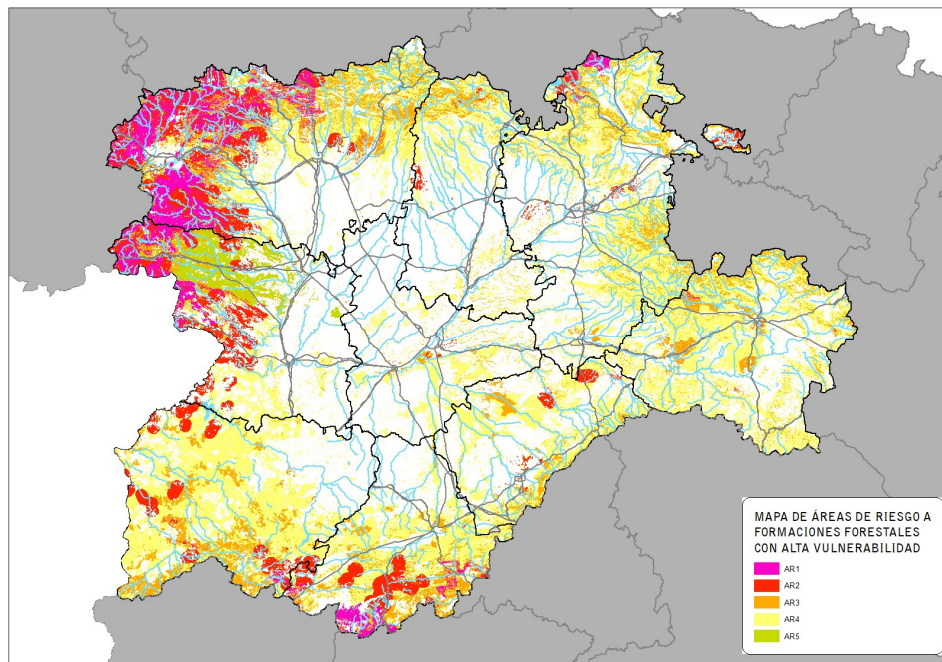 MAPA DE ÁREAS DE RIESGO A
FORMACIONES FORESTALES
CON ALTA VULNERABILIDAD
AR1
AR2
AR3
AR4
AR5